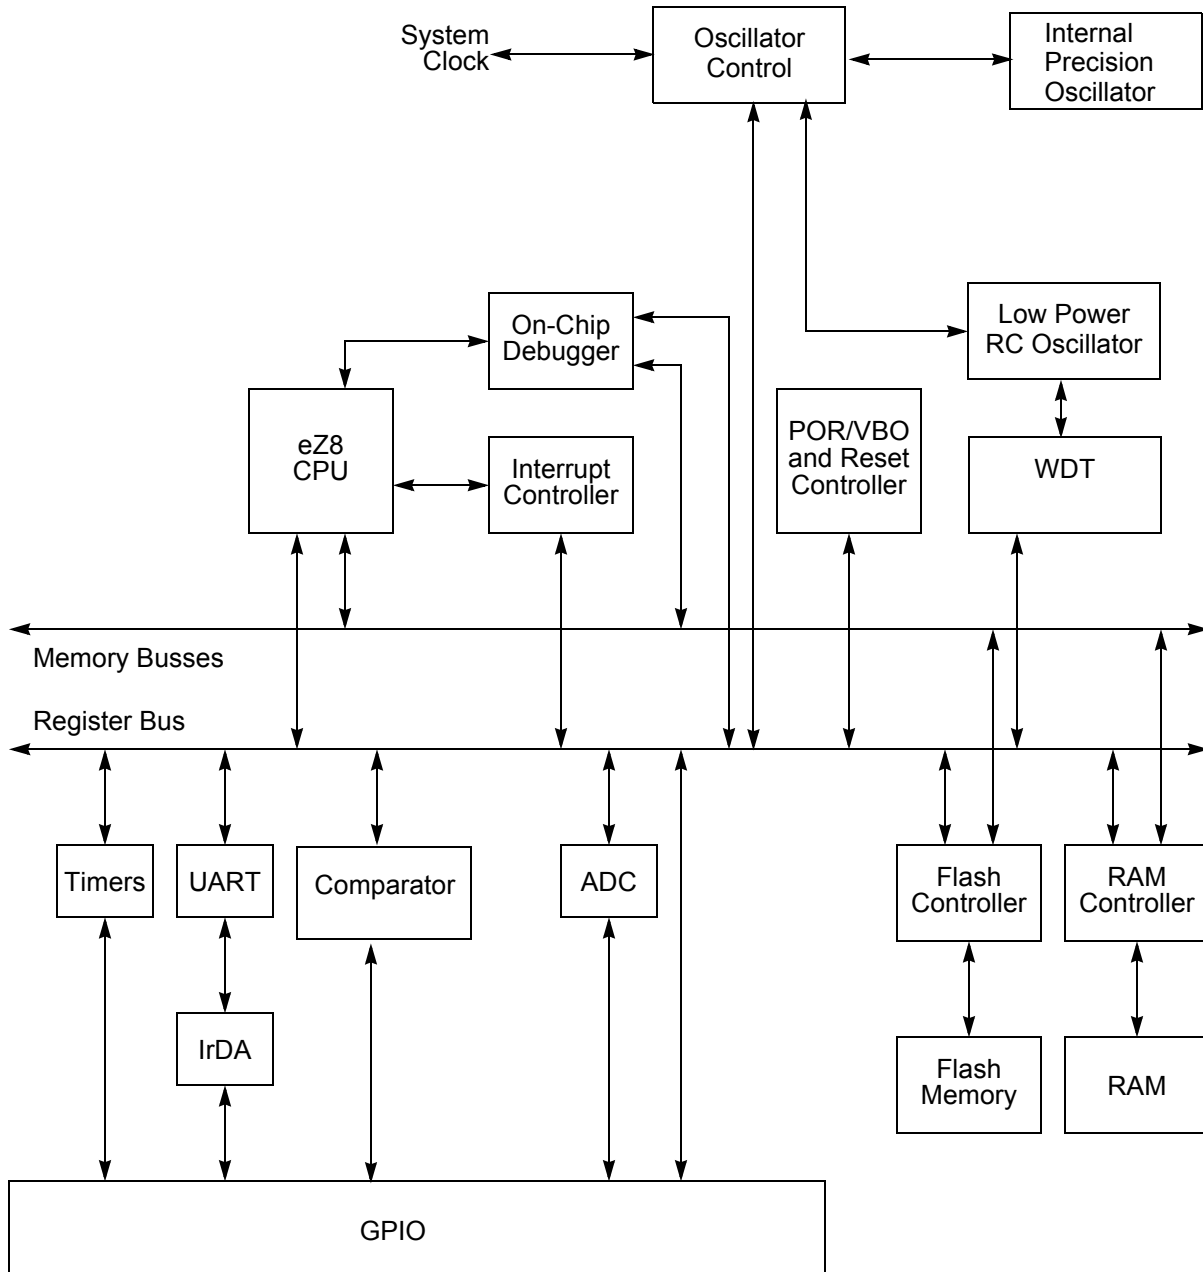 System
Clock
Oscillator
Control
Internal
Precision
Oscillator
On-Chip
Debugger
Low Power
RC Oscillator
eZ8
CPU
Interrupt
Controller
POR/VBO
and Reset
Controller
WDT
Memory Busses
Register Bus
Timers
UART
Comparator
ADC
Flash
Controller
RAM
Controller
IrDA
Flash
Memory
RAM
GPIO